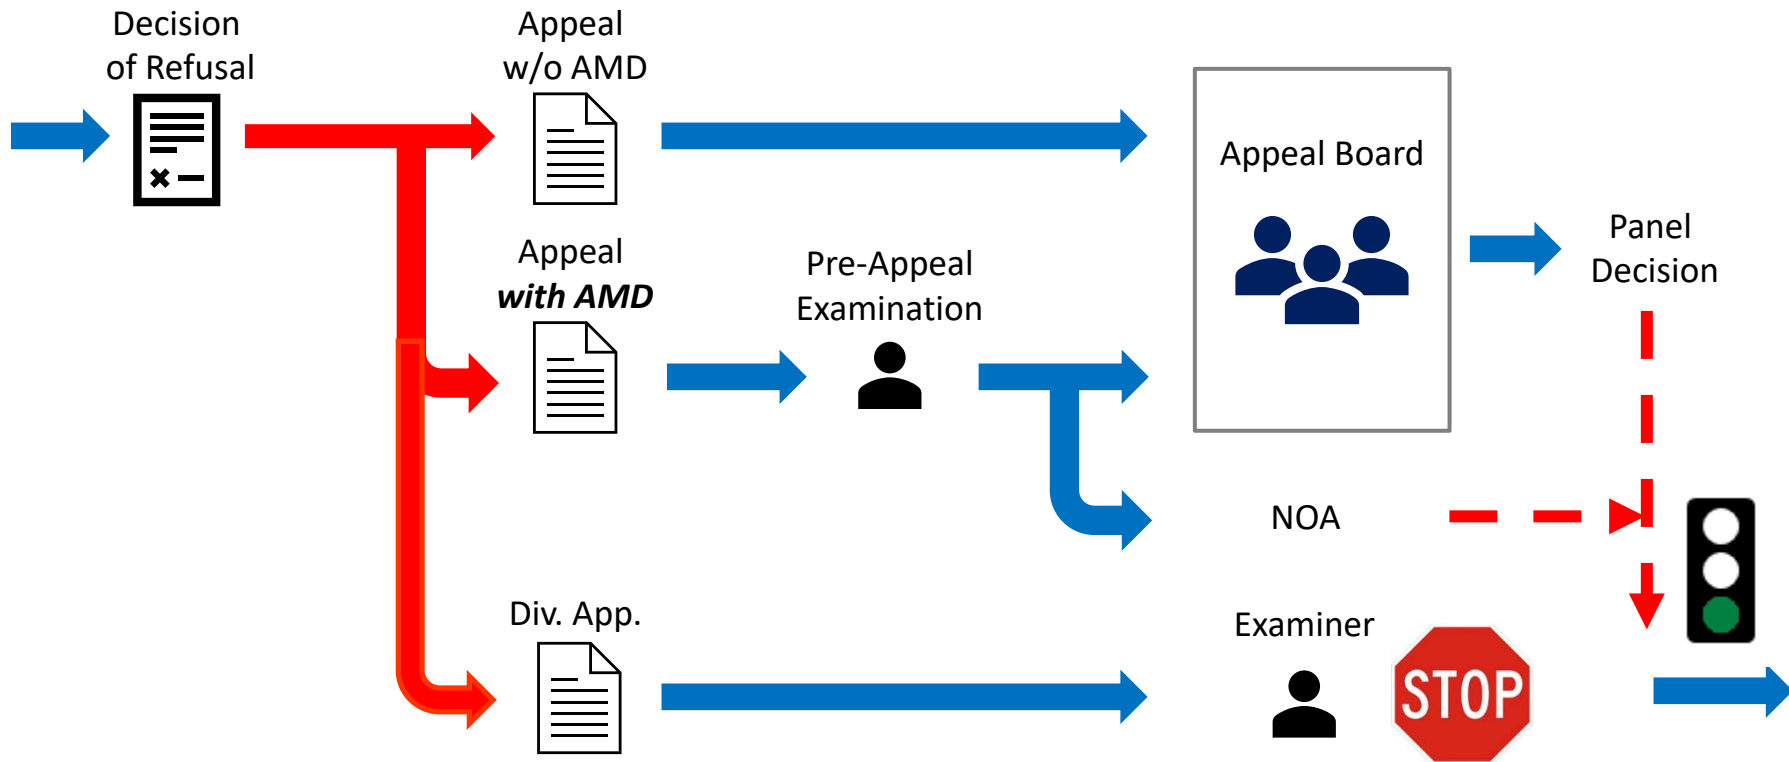 Decision
of Refusal
Appeal
w/o AMD
Appeal Board
Appeal
with AMD
Pre-Appeal
Examination
Panel
Decision
NOA
Div. App.
Examiner
STOP